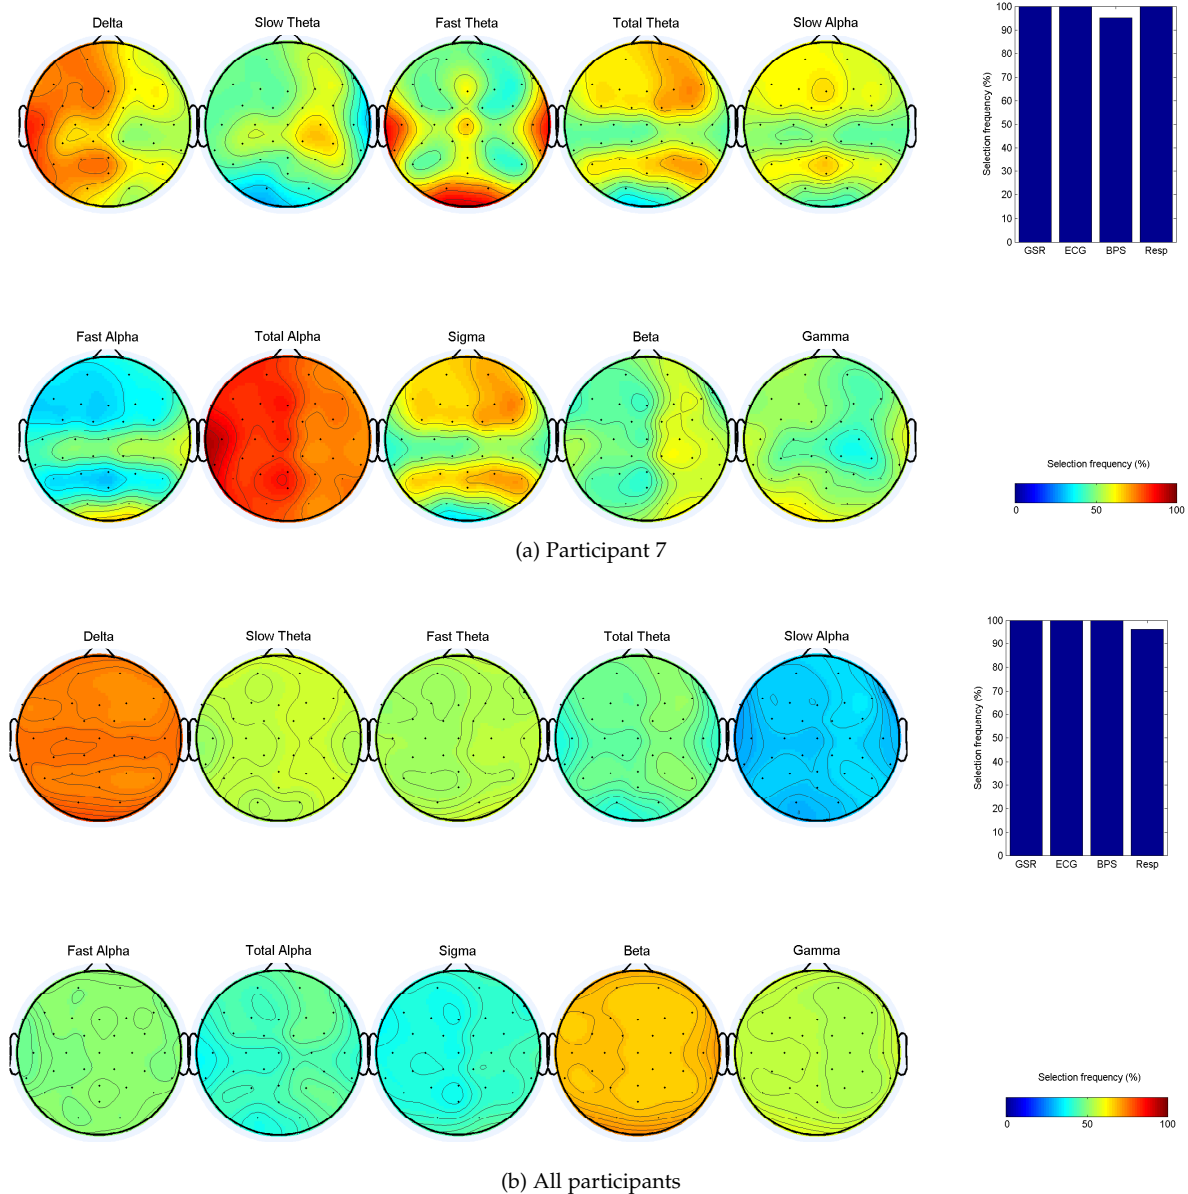 Delta Slow Theta Fast Theta Total Theta Slow Alpha
100
90
80
70
60
50
40
30
20
10
0
Selection frequency (%)
GSR ECG BPS Resp
Fast Alpha Total Alpha Sigma Beta Gamma
Selection frequency (%)
0 50 100
(a) Participant 7
Delta Slow Theta Fast Theta Total Theta Slow Alpha
100
90
80
70
60
50
40
30
20
10
0
Selection frequency (%)
GSR ECG BPS Resp
Fast Alpha Total Alpha Sigma Beta Gamma
Selection frequency (%)
0 50 100
(b) All participants